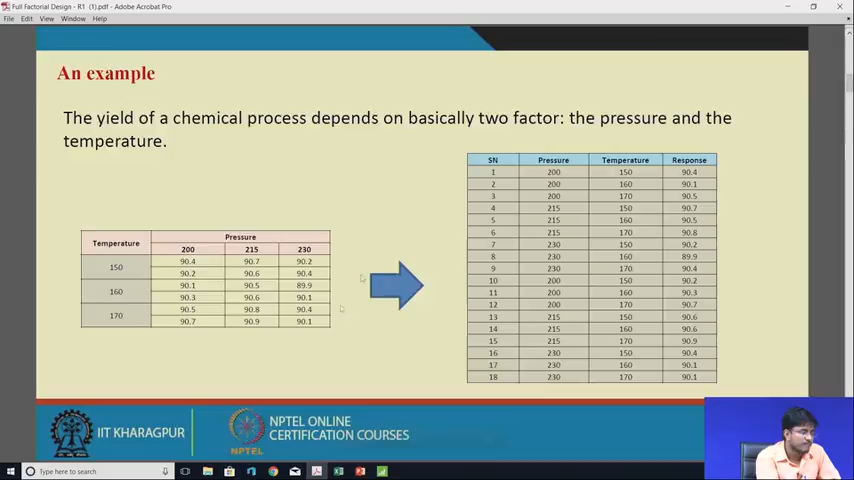 Full Factorial Design - R1 (1).pdf - Adobe Acrobat Pro
File Edit View Window Help
An example
The yield of a chemical process depends on basically two factor: the pressure and the
temperature.
Temperature Pressure
200 215 230
150 90.4 90.7 90.2
90.2 90.6 90.4
160 90.1 90.5 89.9
90.3 90.6 90.1
170 90.5 90.8 90.4
90.7 90.9 90.1
SN Pressure Temperature Response
1 200 150 90.4
2 200 160 90.1
3 200 170 90.5
4 215 150 90.7
5 215 160 90.5
6 215 170 90.8
7 230 150 90.2
8 230 160 89.9
9 230 170 90.4
10 200 150 90.2
11 200 160 90.3
12 200 170 90.7
13 215 150 90.6
14 215 160 90.6
15 215 170 90.9
16 230 150 90.4
17 230 160 90.1
18 230 170 90.1
IIT KHARAGPUR
NPTEL
NPTEL ONLINE
CERTIFICATION COURSES
Type here to search